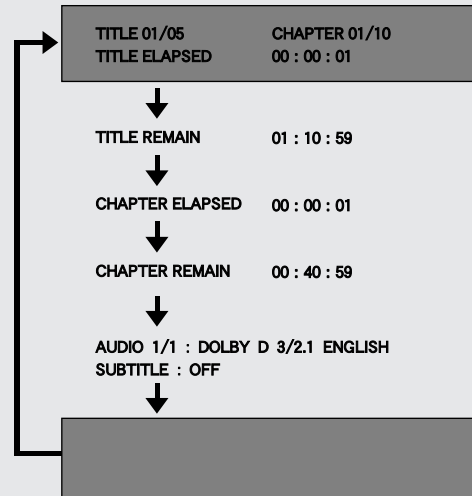 TITLE 01/05 CHAPTER 01/10
TITLE ELAPSED 00 : 00 : 01
TITLE REMAIN 01 : 10 : 59
CHAPTER ELAPSED 00 : 00 : 01
CHAPTER REMAIN 00 : 40 : 59
AUDIO 1/1 : DOLBY D 3/2.1 ENGLISH
SUBTITLE : OFF